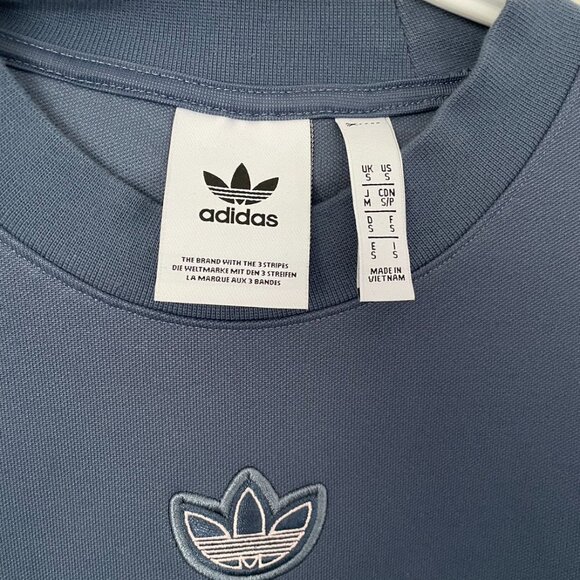 adidas
THE BRAND WITH THE 3 STRIPES
DIE WELTMARKE MIT DEN 3 STREIFEN
LA MARQUE AUX 3 BANDES
UK US
S S
J CDN
M S/P
D F
S S
E I
S S
MADE IN
VIETNAM